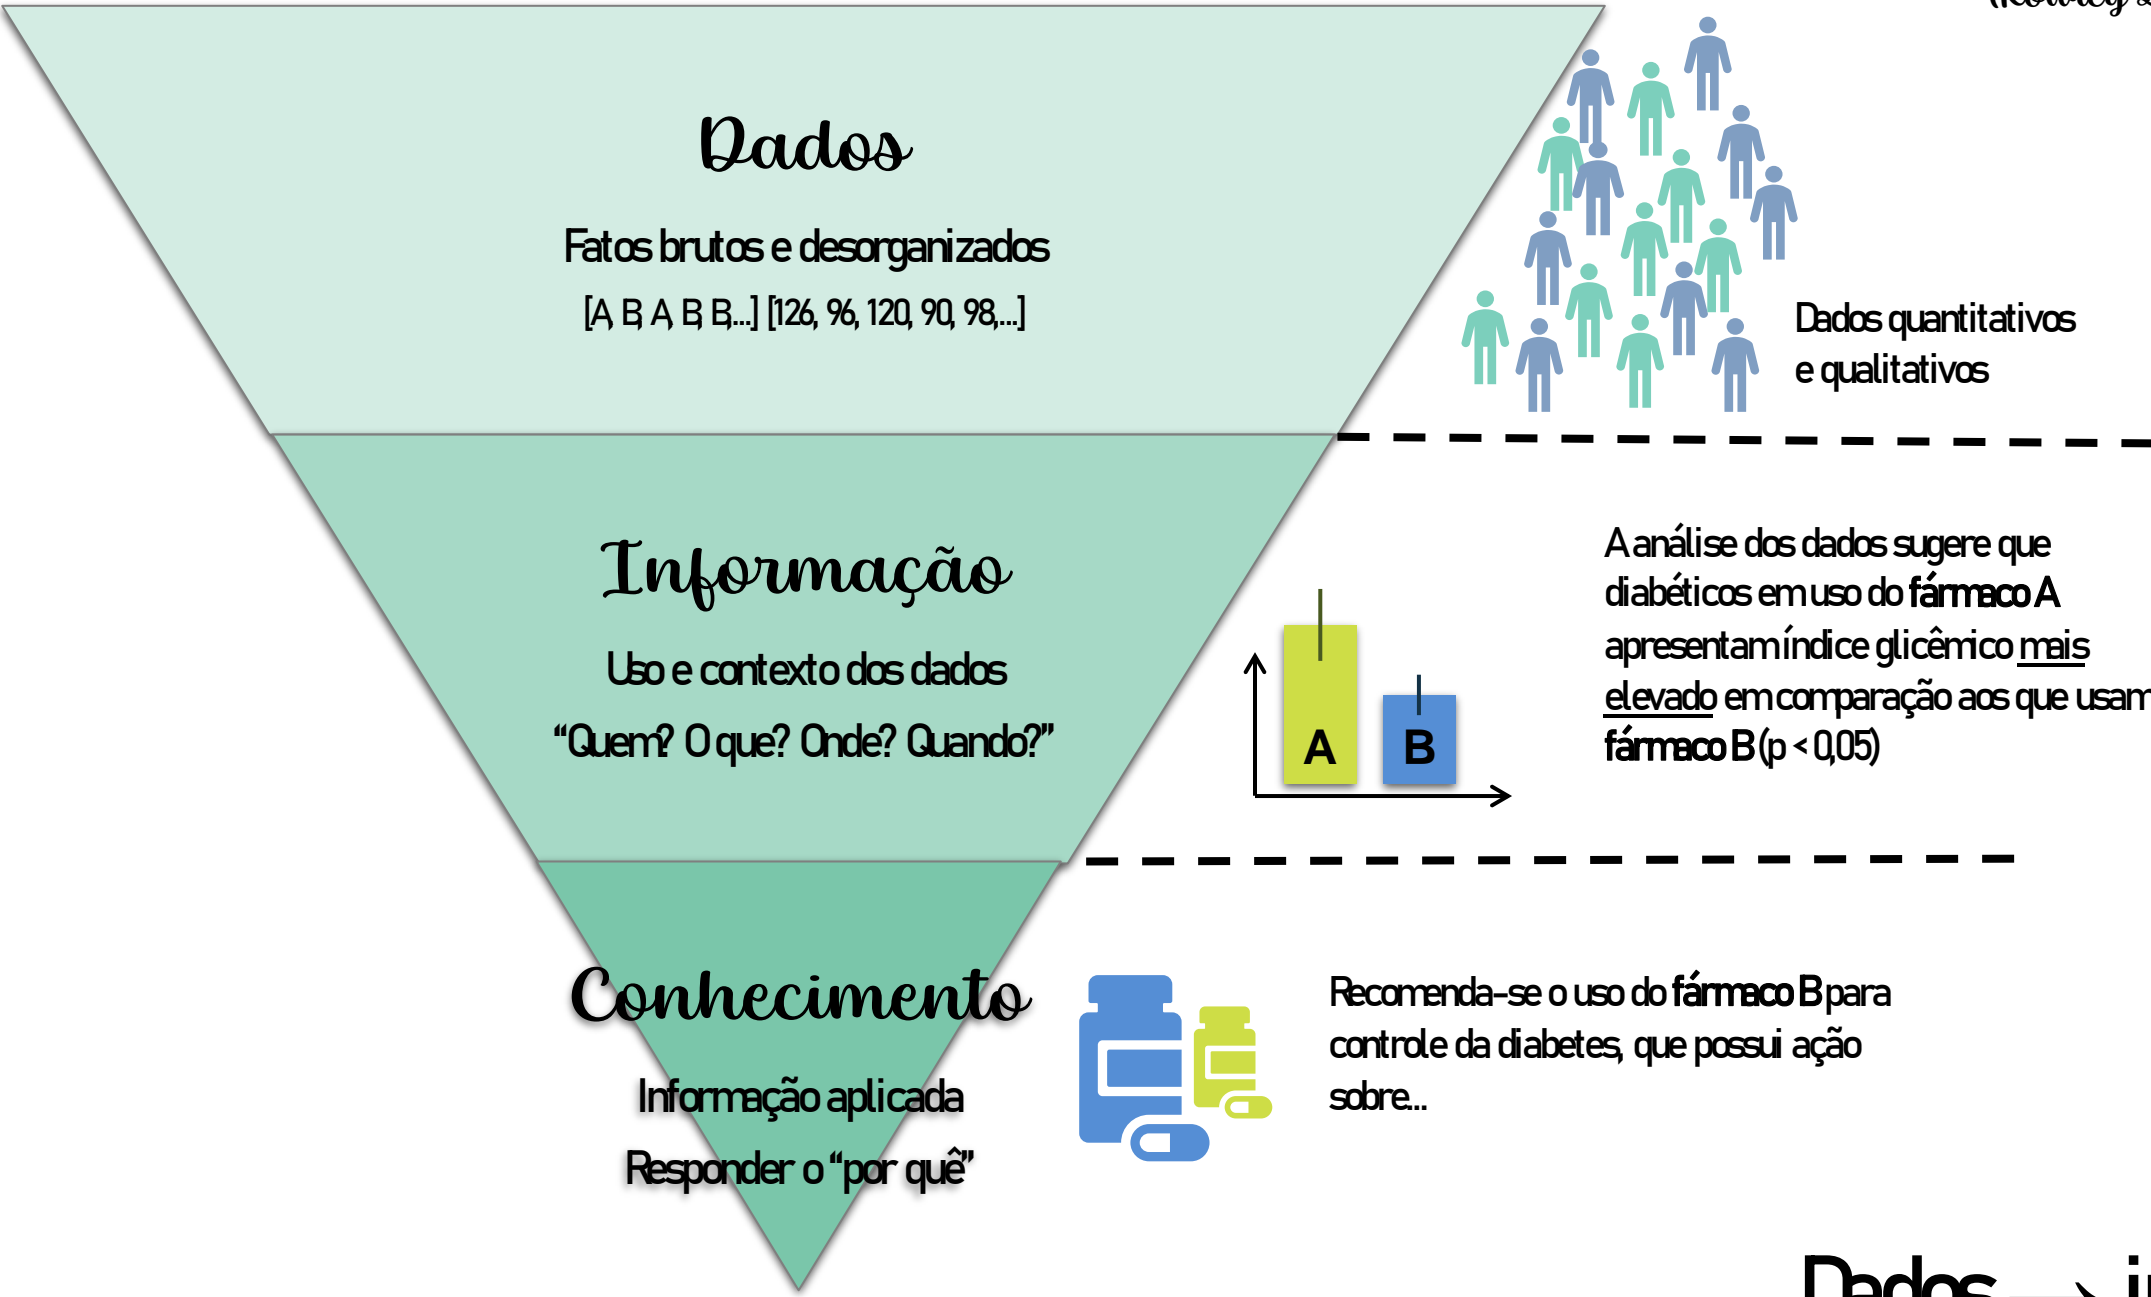 Dados
Fatos brutos e desorganizados
[A, B, A, B, B,...] [126, 96, 120, 90, 98,...]
Dados quantitativos
e qualitativos
Informação
Uso e contexto dos dados
“Quem? O que? Onde? Quando?”
A
B
A análise dos dados sugere que
diabéticos em uso do fármaco A
apresentam índice glicêmico mais
elevado em comparação aos que usam
fármaco B (p < 0,05)
Conhecimento
Informação aplicada
Responder o “por quê”
Recomenda-se o uso do fármaco B para
controle da diabetes, que possui ação
sobre...
Dados →